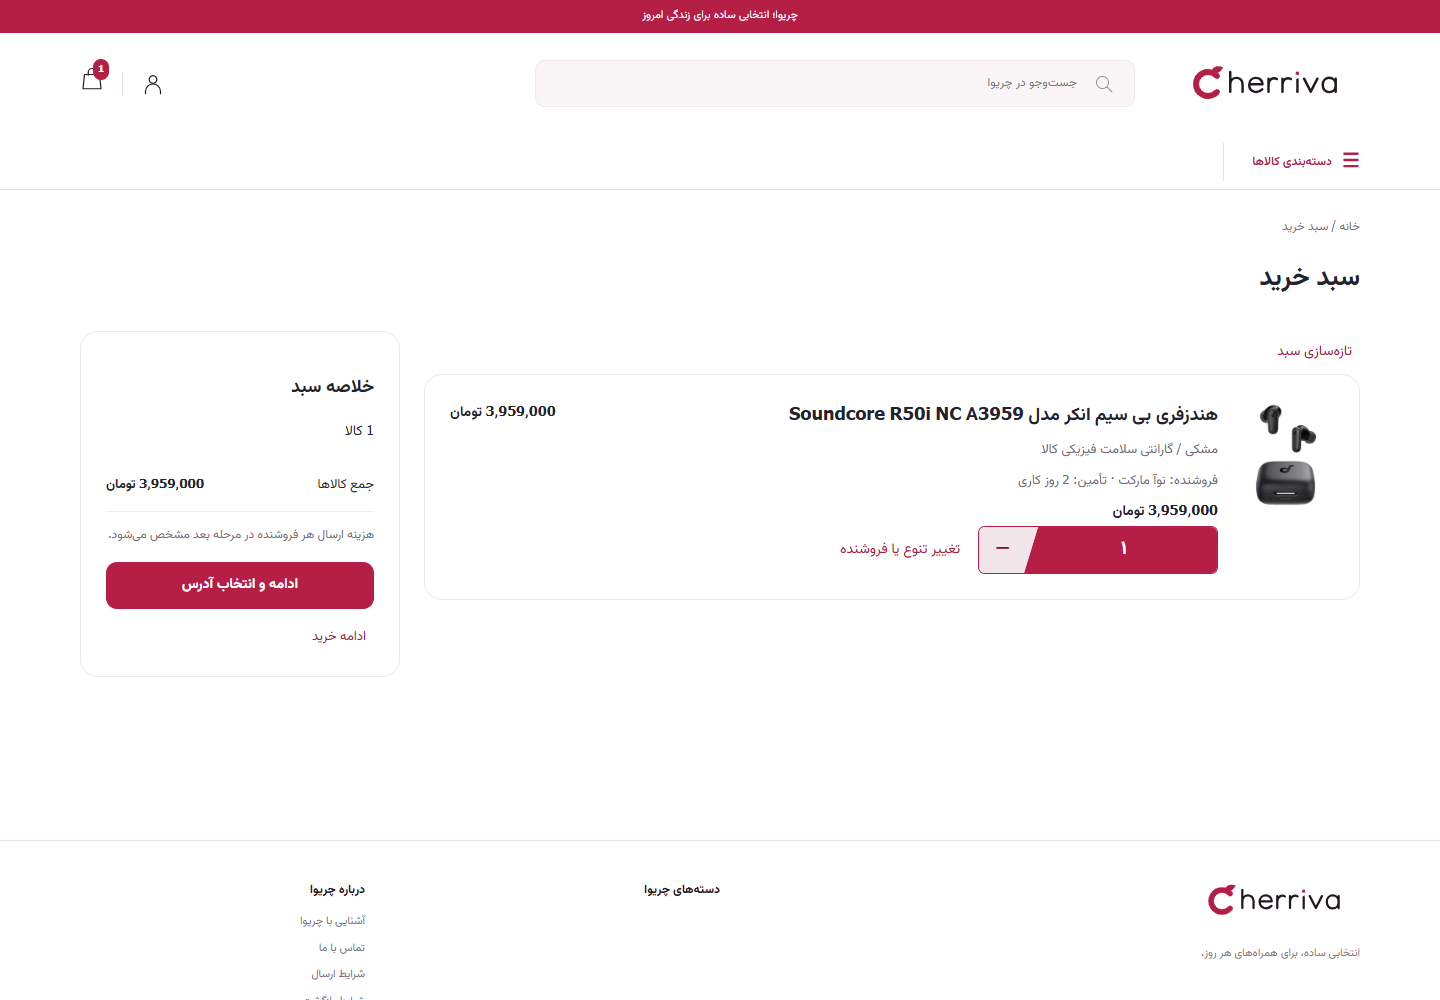 چریوا؛ انتخابی ساده برای زندگی امروز
Cherriva
جست‌وجو در چریوا
1
دسته‌بندی کالاها
خانه / سبد خرید
سبد خرید
تازه‌سازی سبد
هندزفری بی سیم انکر مدل Soundcore R50i NC A3959
3,959,000 تومان
مشکی / گارانتی سلامت فیزیکی کالا
فروشنده: نوآ مارکت · تأمین: 2 روز کاری
3,959,000 تومان
۱ −
تغییر تنوع یا فروشنده
خلاصه سبد
1 کالا
جمع کالاها 3,959,000 تومان
هزینه ارسال هر فروشنده در مرحله بعد مشخص می‌شود.
ادامه و انتخاب آدرس
ادامه خرید
Cherriva
انتخابی ساده، برای همراه‌های هر روز.
دسته‌های چریوا
درباره چریوا
آشنایی با چریوا
تماس با ما
شرایط ارسال